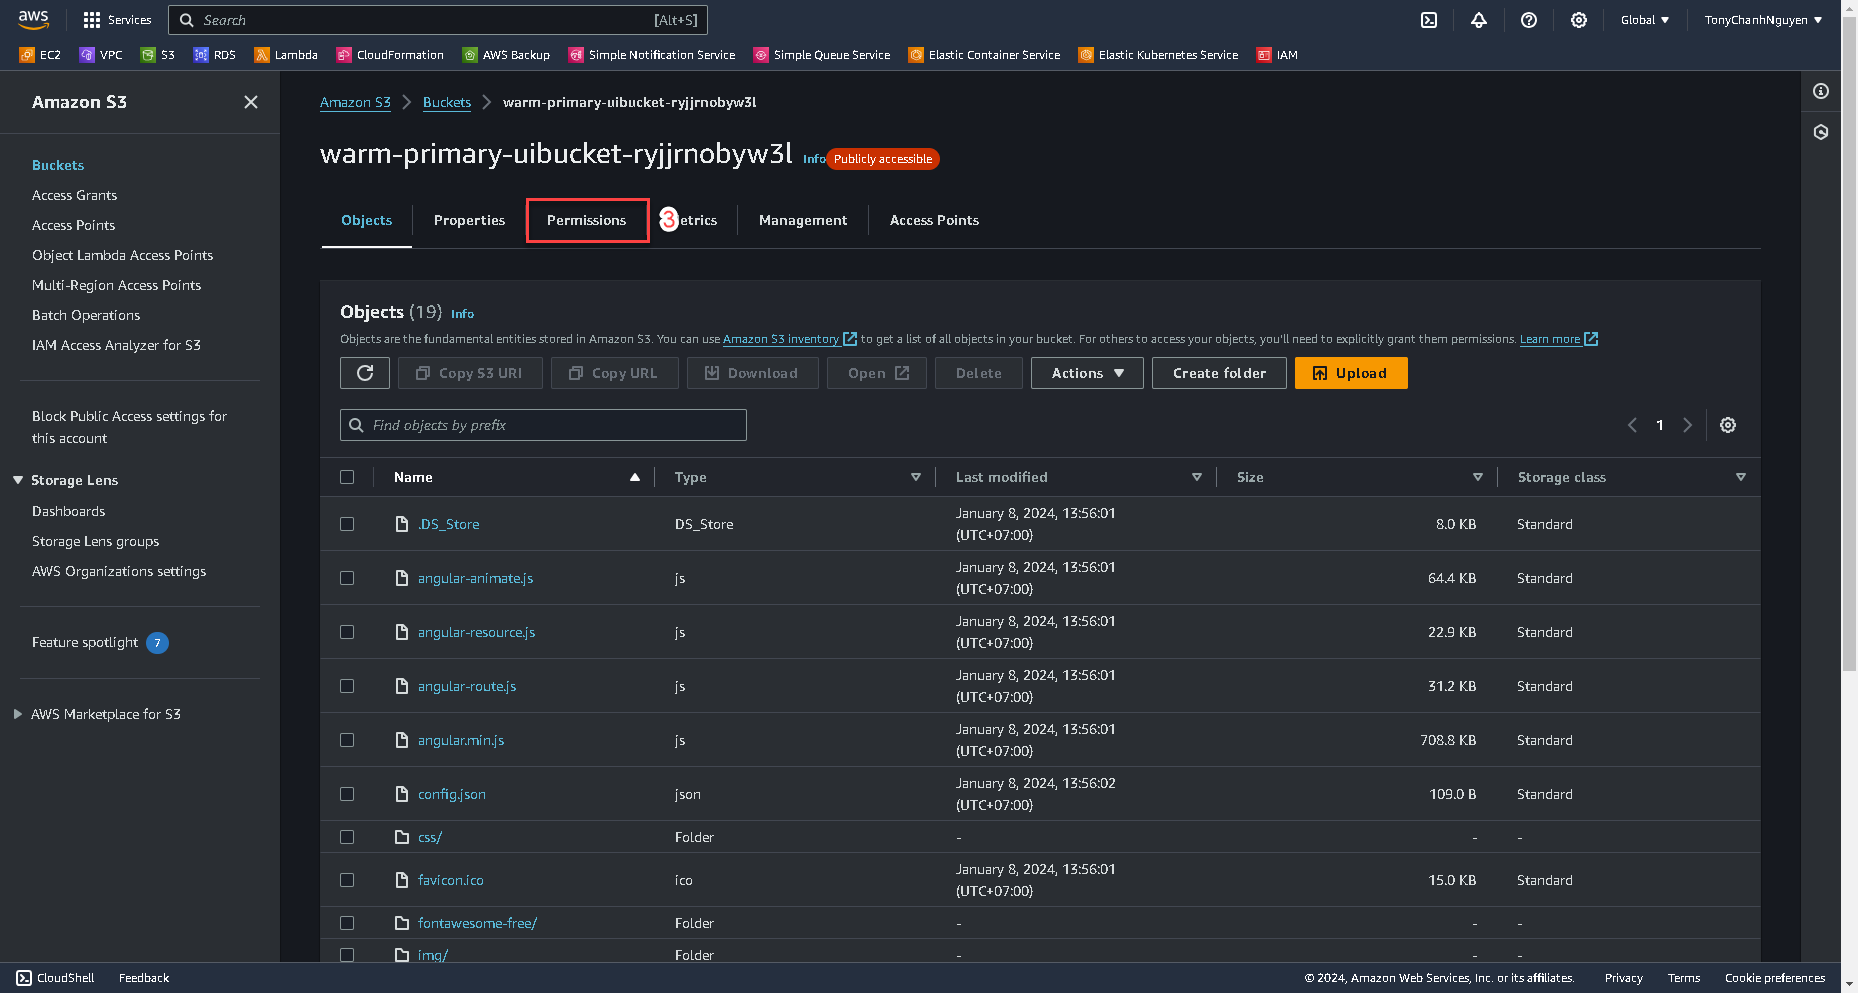 aws
Services
Search
[Alt+S]
Global
TonyChanhNguyen
EC2
VPC
S3
RDS
Lambda
CloudFormation
AWS Backup
Simple Notification Service
Simple Queue Service
Elastic Container Service
Elastic Kubernetes Service
IAM
Amazon S3
Buckets
Access Grants
Access Points
Object Lambda Access Points
Multi-Region Access Points
Batch Operations
IAM Access Analyzer for S3
Block Public Access settings for
this account
Storage Lens
Dashboards
Storage Lens groups
AWS Organizations settings
Feature spotlight 7
AWS Marketplace for S3
Amazon S3 Buckets warm-primary-uibucket-ryjjrnobyw3l
warm-primary-uibucket-ryjjrnobyw3l Info Publicly accessible
Objects Properties Permissions 3 etrics Management Access Points
Objects (19) Info
Objects are the fundamental entities stored in Amazon S3. You can use Amazon S3 inventory to get a list of all objects in your bucket. For others to access your objects, you'll need to explicitly grant them permissions. Learn more
Copy S3 URI Copy URL Download Open Delete Actions Create folder Upload
Find objects by prefix
1
Name Type Last modified Size Storage class
.DS_Store DS_Store January 8, 2024, 13:56:01 (UTC+07:00) 8.0 KB Standard
angular-animate.js js January 8, 2024, 13:56:01 (UTC+07:00) 64.4 KB Standard
angular-resource.js js January 8, 2024, 13:56:01 (UTC+07:00) 22.9 KB Standard
angular-route.js js January 8, 2024, 13:56:01 (UTC+07:00) 31.2 KB Standard
angular.min.js js January 8, 2024, 13:56:01 (UTC+07:00) 708.8 KB Standard
config.json json January 8, 2024, 13:56:02 (UTC+07:00) 109.0 B Standard
css/ Folder - - -
favicon.ico ico January 8, 2024, 13:56:01 (UTC+07:00) 15.0 KB Standard
fontawesome-free/ Folder - - -
img/ Folder - - -
CloudShell Feedback © 2024, Amazon Web Services, Inc. or its affiliates. Privacy Terms Cookie preferences